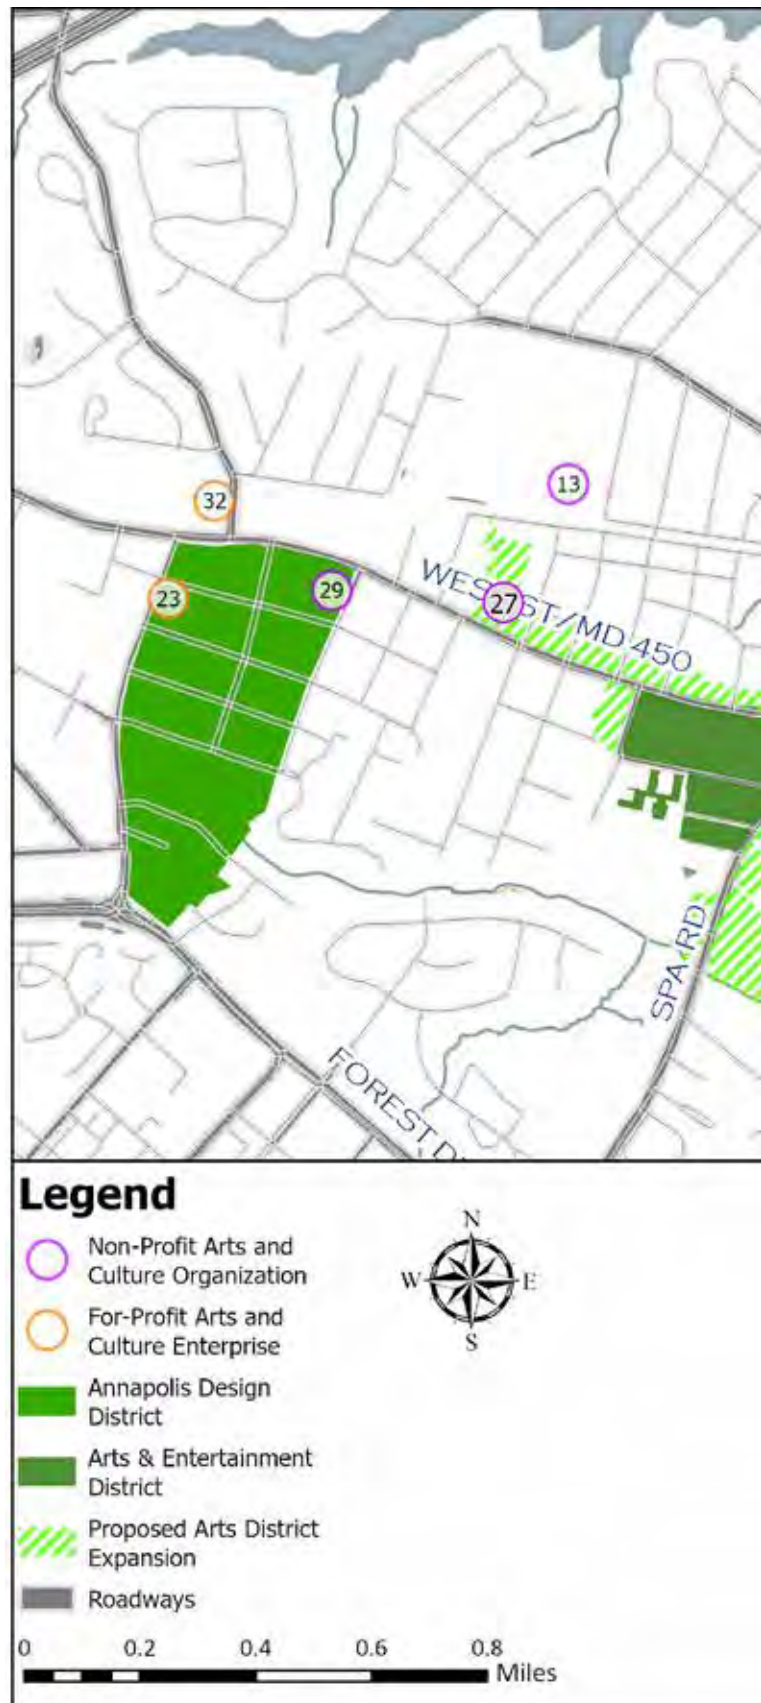 32
13
23
29
27
WEST ST/MD 450
SPA RD
FOREST D
Legend
Non-Profit Arts and
Culture Organization
For-Profit Arts and
Culture Enterprise
Annapolis Design
District
Arts & Entertainment
District
Proposed Arts District
Expansion
Roadways
N
W
E
S
0 0.2 0.4 0.6 0.8
Miles